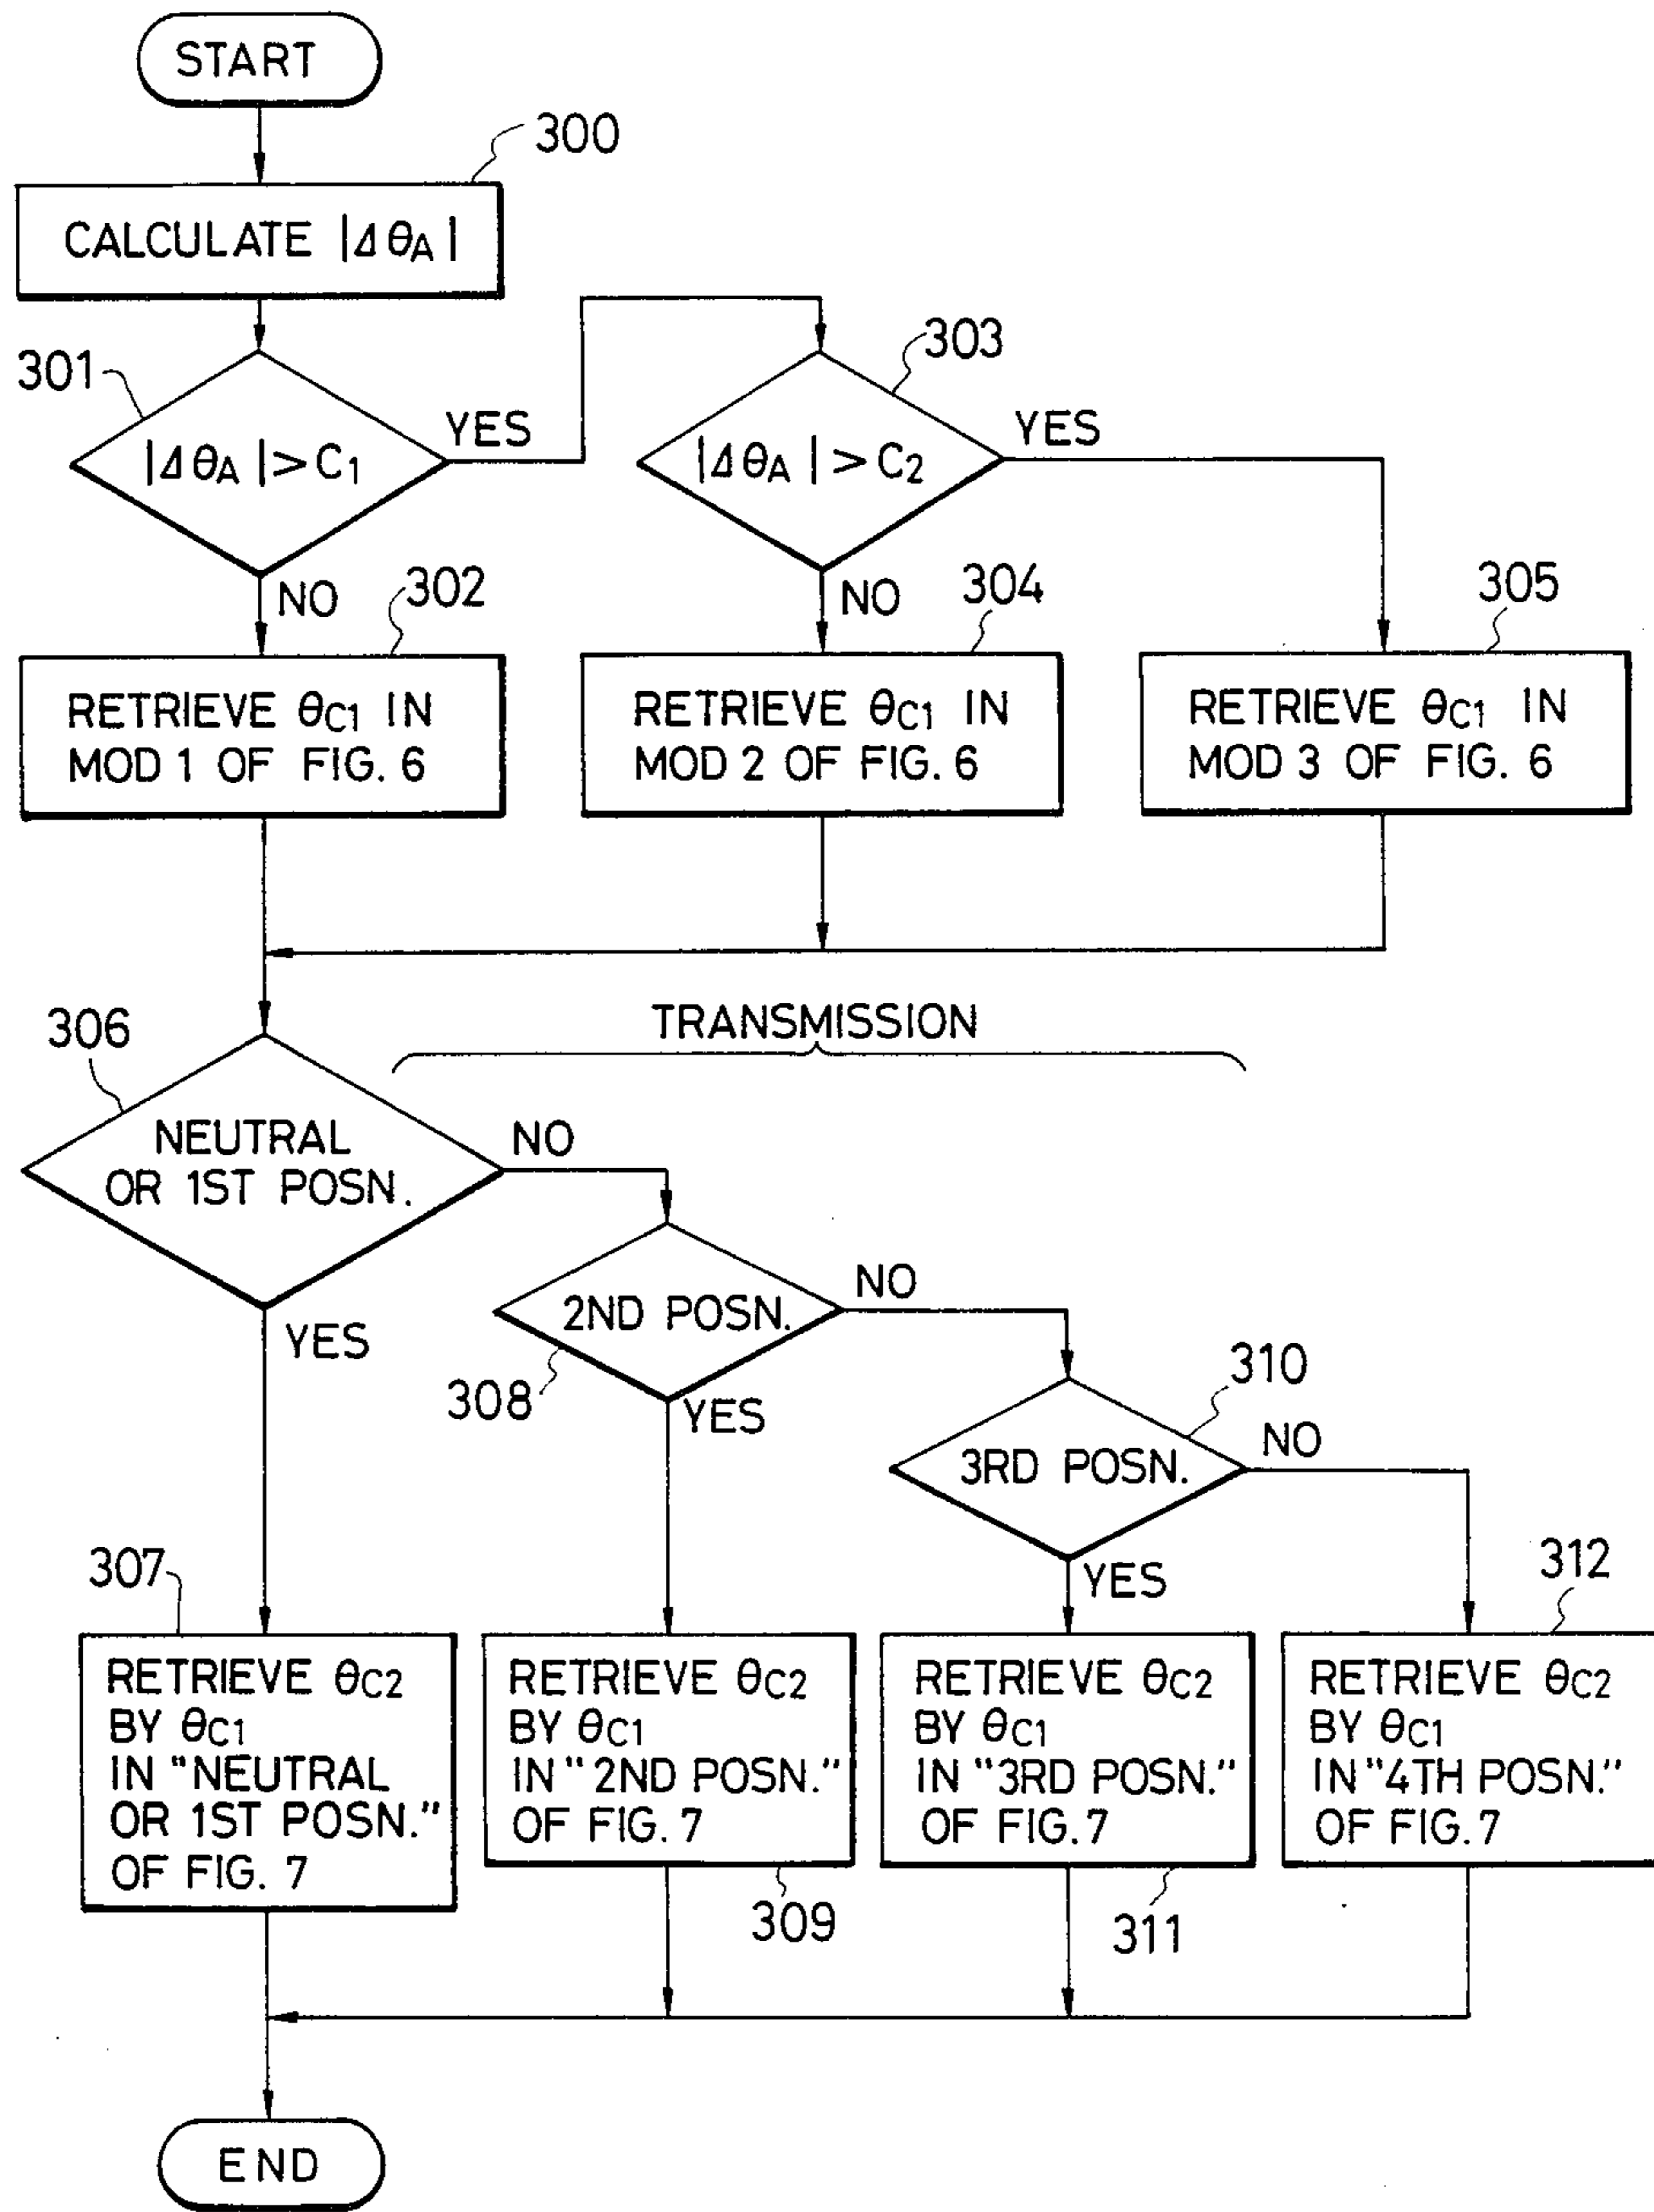 START
300
CALCULATE |ΔθA|
301
|ΔθA|>C1
YES
303
|ΔθA|>C2
YES
NO
302
NO
304
305
RETRIEVE θC1 IN
MOD 1 OF FIG. 6
RETRIEVE θC1 IN
MOD 2 OF FIG. 6
RETRIEVE θC1 IN
MOD 3 OF FIG. 6
306
TRANSMISSION
NEUTRAL
OR 1ST POSN.
NO
YES
2ND POSN.
NO
308
YES
310
3RD POSN.
NO
YES
307
312
RETRIEVE θC2
BY θC1
IN "NEUTRAL
OR 1ST POSN."
OF FIG. 7
RETRIEVE θC2
BY θC1
IN "2ND POSN."
OF FIG. 7
309
RETRIEVE θC2
BY θC1
IN "3RD POSN."
OF FIG. 7
311
RETRIEVE θC2
BY θC1
IN "4TH POSN."
OF FIG. 7
END